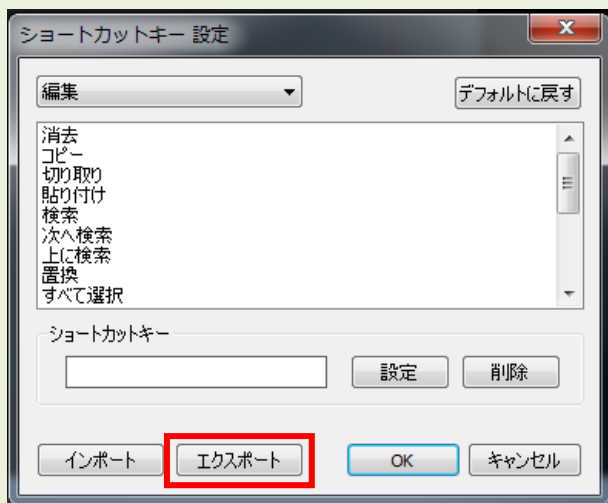 ショートカットキー 設定
編集
デフォルトに戻す
消去
コピー
切り取り
貼り付け
検索
次へ検索
上に検索
置換
すべて選択
ショートカットキー
設定
削除
インポート
エクスポート
OK
キャンセル